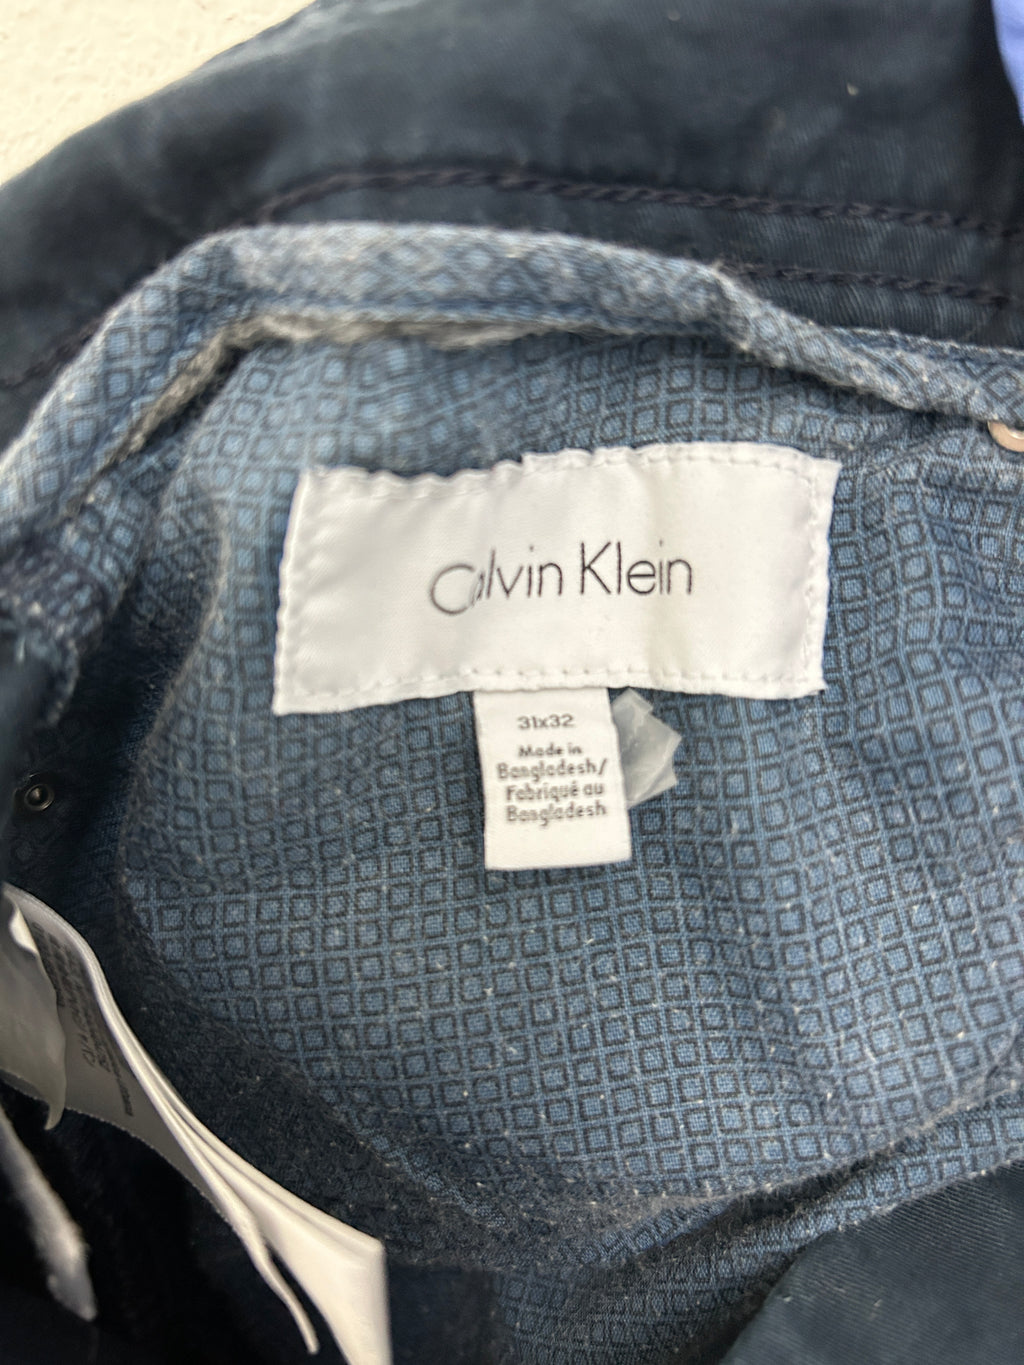 Calvin Klein
31x32
Made in
Bangladesh/
Fabriqué au
Bangladesh